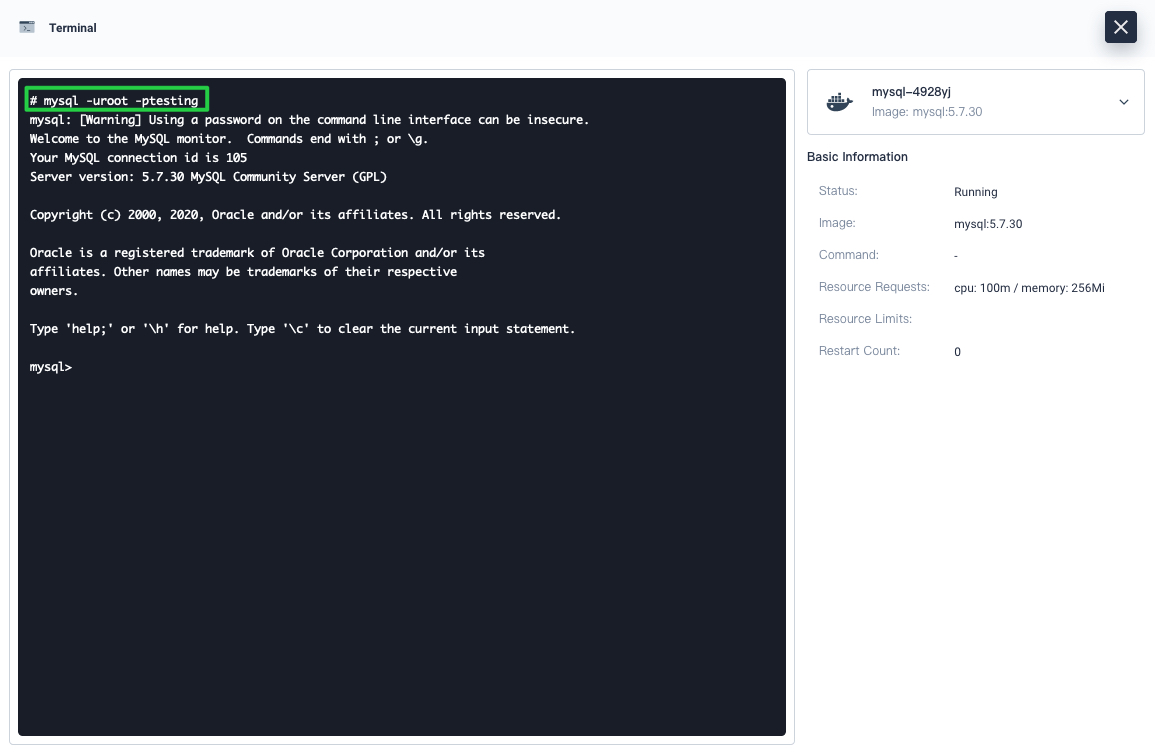 Terminal
# mysql -uroot -ptesting
mysql: [Warning] Using a password on the command line interface can be insecure.
Welcome to the MySQL monitor.  Commands end with ; or \g.
Your MySQL connection id is 105
Server version: 5.7.30 MySQL Community Server (GPL)
Copyright (c) 2000, 2020, Oracle and/or its affiliates. All rights reserved.
Oracle is a registered trademark of Oracle Corporation and/or its
affiliates. Other names may be trademarks of their respective
owners.
Type 'help;' or '\h' for help. Type '\c' to clear the current input statement.
mysql>
mysql-4928yj
Image: mysql:5.7.30
Basic Information
Status: Running
Image: mysql:5.7.30
Command: -
Resource Requests: cpu: 100m / memory: 256Mi
Resource Limits:
Restart Count: 0